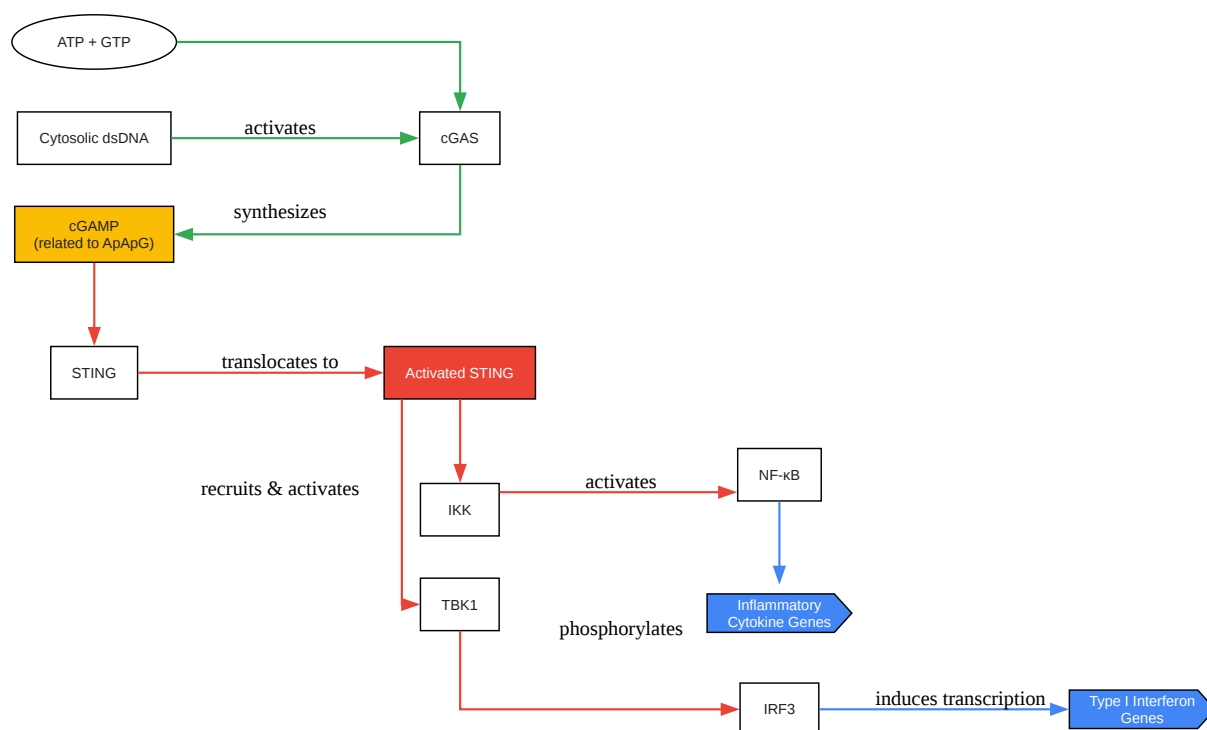 ATP + GTP
Cytosolic dsDNA
activates
cGAS
synthesizes
cGAMP
(related to ApApG)
STING
translocates to
Activated STING
recruits & activates
IKK
activates
NF-κB
TBK1
Inflammatory
Cytokine Genes
phosphorylates
IRF3
induces transcription
Type I Interferon
Genes